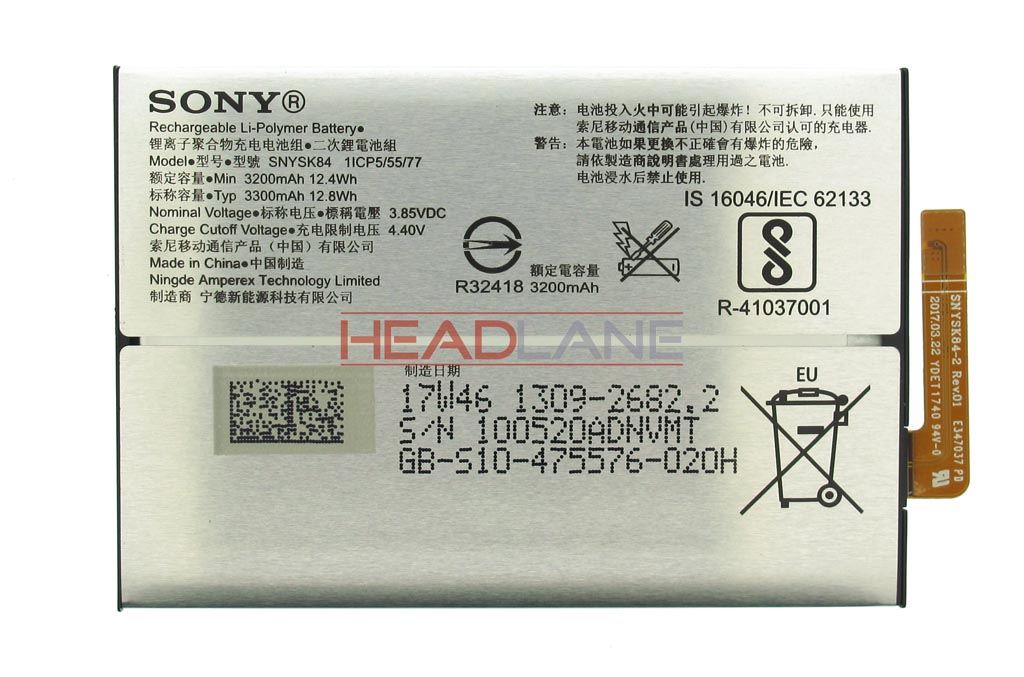 SONY®
Rechargeable Li-Polymer Battery●
锂离子聚合物充电电池组●二次鋰電池組
Model●型号●型號 SNYSK84 1ICP5/55/77
额定容量●Min 3200mAh 12.4Wh
标称容量●Typ 3300mAh 12.8Wh
Nominal Voltage●标称电压●標稱電壓 3.85VDC
Charge Cutoff Voltage●充电限制电压 4.40V
索尼移动通信产品（中国）有限公司
Made in China●中国制造
Ningde Amperex Technology Limited
制造商 宁德新能源科技有限公司
注意: 电池投入火中可能引起爆炸！不可拆卸. 只能使用
索尼移动通信产品(中国)有限公司认可的充电器.
警告: 本電池如果更換不正確會有爆炸的危險,
請依製造商說明書處理用過之電池.
电池浸水后禁止使用.
IS 16046/IEC 62133
R32418
額定電容量
3200mAh
R-41037001
HEADLANE
制造日期
17W46 1309-2682.2
S/N 100520ADNVMT
GB-S10-475576-020H
EU
SNYSK84-2 Rev.01 E347037 PD
2017.03.22 YDET1740 94V-0